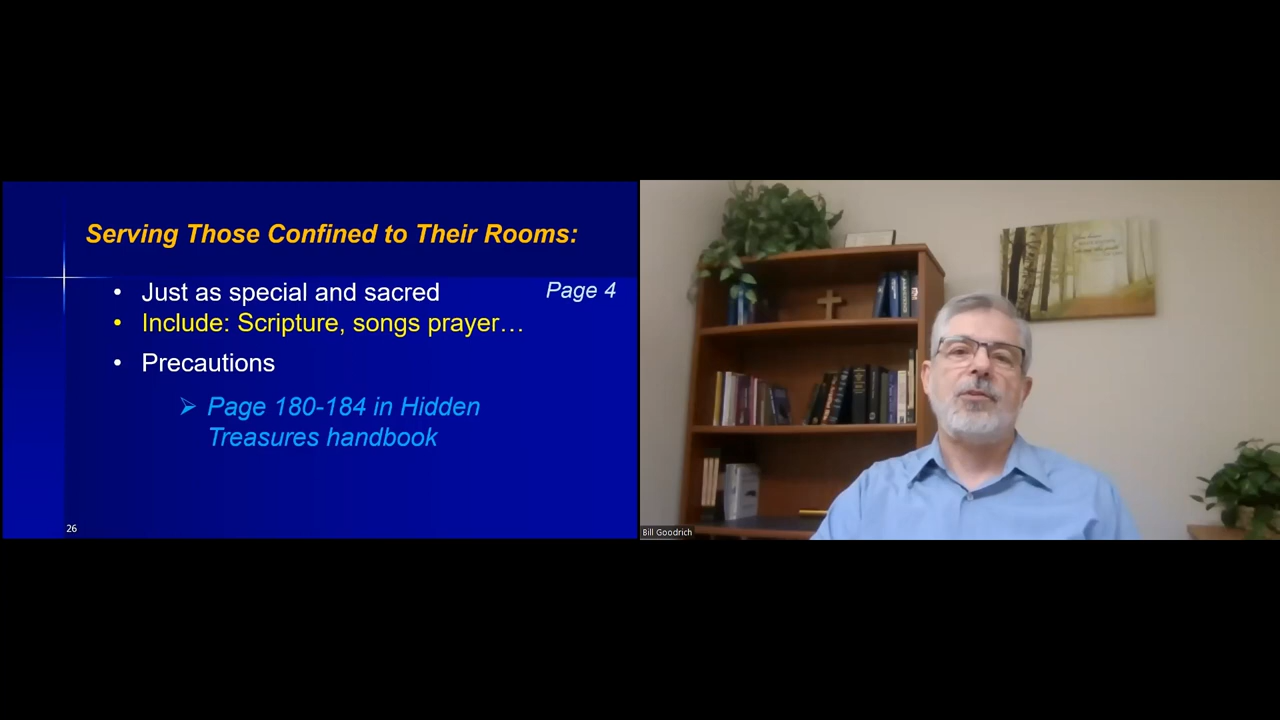 Serving Those Confined to Their Rooms:
• Just as special and sacred
Page 4
• Include: Scripture, songs prayer…
• Precautions
➢ Page 180-184 in Hidden
Treasures handbook
26
Bill Goodrich